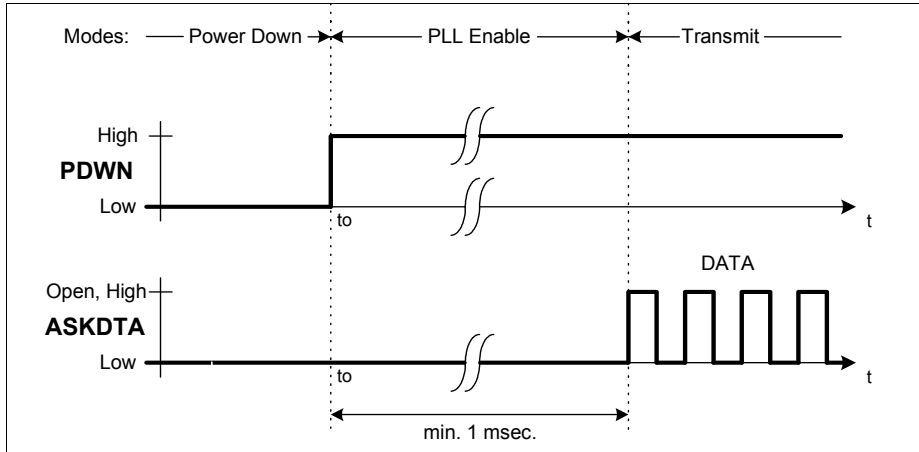 Modes: Power Down PLL Enable Transmit
High
PDWN
Low
to
t
DATA
Open, High
ASKDTA
Low
to
t
min. 1 msec.